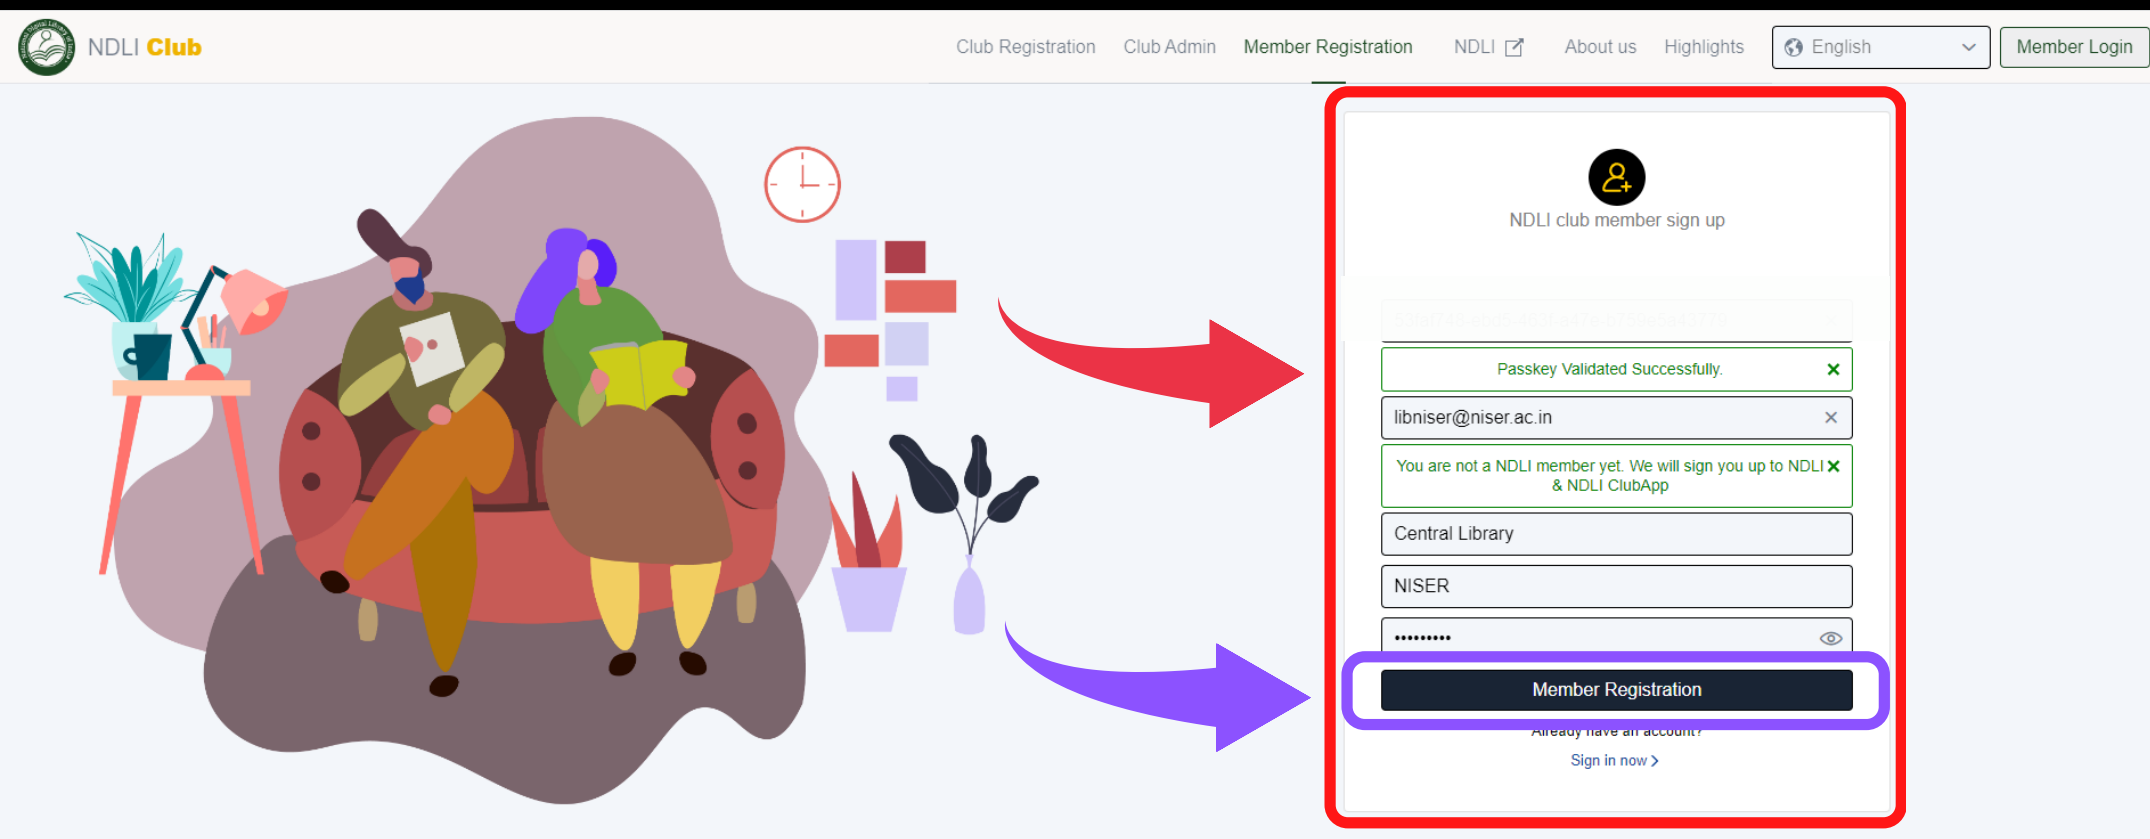 NDLI Club
Club Registration Club Admin Member Registration NDLI About us Highlights English Member Login
NDLI club member sign up
Passkey Validated Successfully.
libniser@niser.ac.in
You are not a NDLI member yet. We will sign you up to NDLI
& NDLI ClubApp
Central Library
NISER
•••••••••
Member Registration
Already have an account?
Sign in now